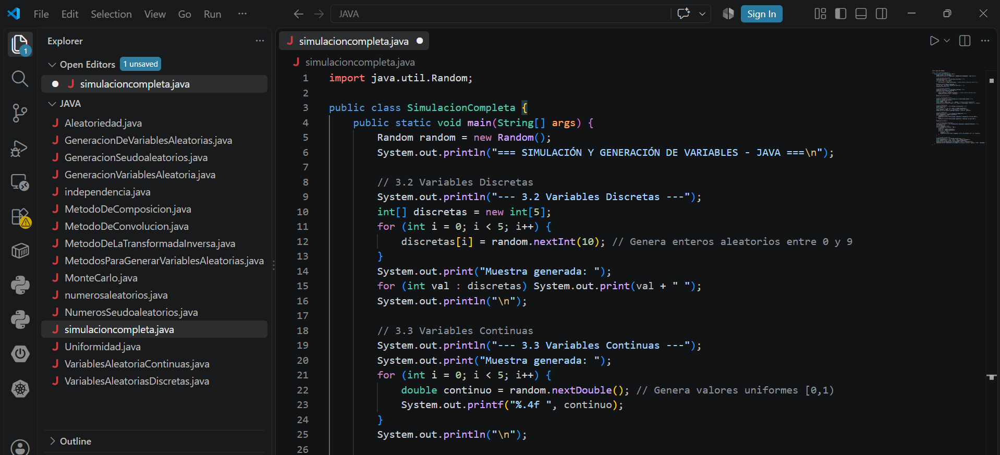 File Edit Selection View Go Run ···
JAVA
Sign In
Explorer
Open Editors 1 unsaved
simulacioncompleta.java
JAVA
Aleatoriedad.java
GeneracionDeVariablesAleatorias.java
GeneracionSeudoaleatorios.java
GeneracionVariablesAleatoria.java
independencia.java
MetodoDeComposicion.java
MetodoDeConvolucion.java
MetodoDeLaTransformadaInversa.java
MetodosParaGenerarVariablesAleatorias.java
MonteCarlo.java
numerosaleatorios.java
NumerosSeudoaleatorios.java
simulacioncompleta.java
Uniformidad.java
VariablesAleatoriaContinuas.java
VariablesAleatoriasDiscretas.java
Outline
1
simulacioncompleta.java
simulacioncompleta.java
1 import java.util.Random;
2
3 public class SimulacionCompleta {
4 public static void main(String[] args) {
5 Random random = new Random();
6 System.out.println("=== SIMULACIÓN Y GENERACIÓN DE VARIABLES - JAVA ===\n");
7
8 // 3.2 Variables Discretas
9 System.out.println("--- 3.2 Variables Discretas ---");
10 int[] discretas = new int[5];
11 for (int i = 0; i < 5; i++) {
12 discretas[i] = random.nextInt(10); // Genera enteros aleatorios entre 0 y 9
13 }
14 System.out.print("Muestra generada: ");
15 for (int val : discretas) System.out.print(val + " ");
16 System.out.println("\n");
17
18 // 3.3 Variables Continuas
19 System.out.println("--- 3.3 Variables Continuas ---");
20 System.out.print("Muestra generada: ");
21 for (int i = 0; i < 5; i++) {
22 double continuo = random.nextDouble(); // Genera valores uniformes [0,1)
23 System.out.printf("%.4f ", continuo);
24 }
25 System.out.println("\n");
26